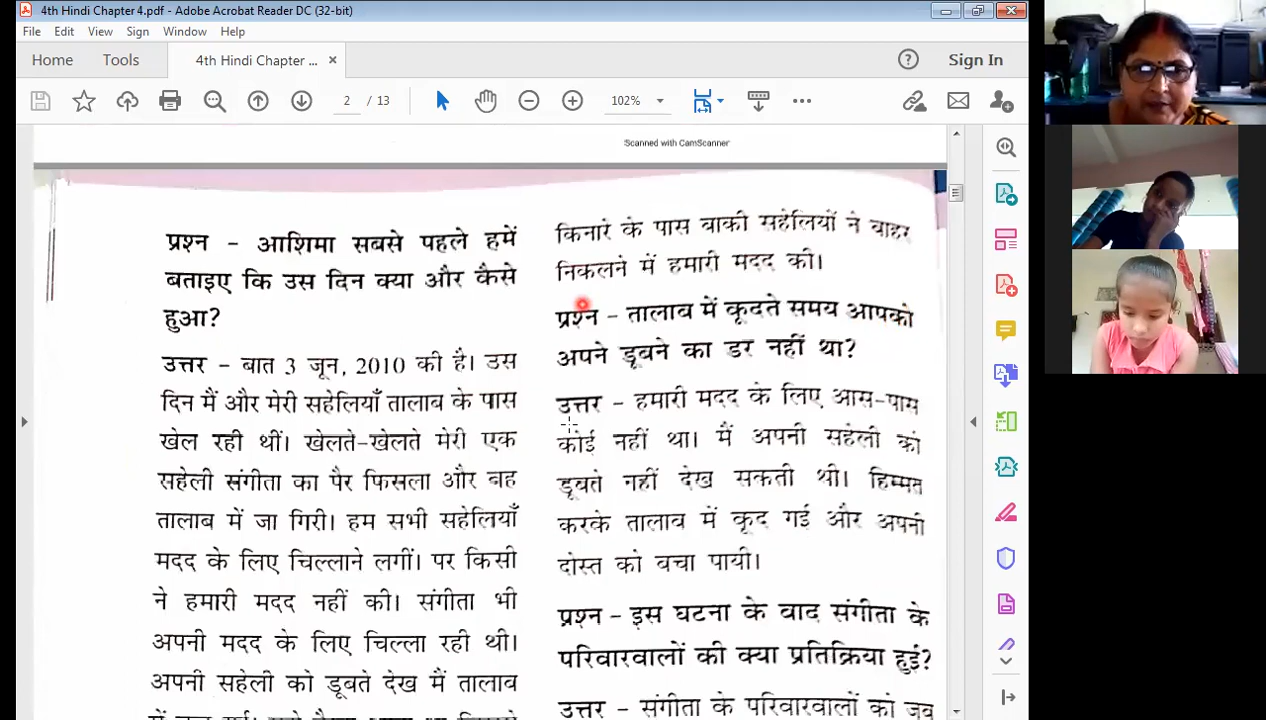 4th Hindi Chapter 4.pdf - Adobe Acrobat Reader DC (32-bit)
File Edit View Sign Window Help
Home Tools 4th Hindi Chapter ... × Sign In
2 / 13 102%
Scanned with CamScanner
प्रश्न - आशिमा सबसे पहले हमें
बताइए कि उस दिन क्या और कैसे
हुआ?
उत्तर - बात 3 जून, 2010 की है। उस
दिन मैं और मेरी सहेलियाँ तालाब के पास
खेल रही थीं। खेलते-खेलते मेरी एक
सहेली संगीता का पैर फिसला और वह
तालाब में जा गिरी। हम सभी सहेलियाँ
मदद के लिए चिल्लाने लगीं। पर किसी
ने हमारी मदद नहीं की। संगीता भी
अपनी मदद के लिए चिल्ला रही थी।
अपनी सहेली को डूबते देख मैं तालाब
किनारे के पास बाकी सहेलियों ने बाहर
निकलने में हमारी मदद की।
प्रश्न - तालाब में कूदते समय आपको
अपने डूबने का डर नहीं था?
उत्तर - हमारी मदद के लिए आस-पास
कोई नहीं था। मैं अपनी सहेली को
डूबते नहीं देख सकती थी। हिम्मत
करके तालाब में कूद गई और अपनी
दोस्त को बचा पायी।
प्रश्न - इस घटना के बाद संगीता के
परिवारवालों की क्या प्रतिक्रिया हुई?
उत्तर - संगीता के परिवारवालों को जब